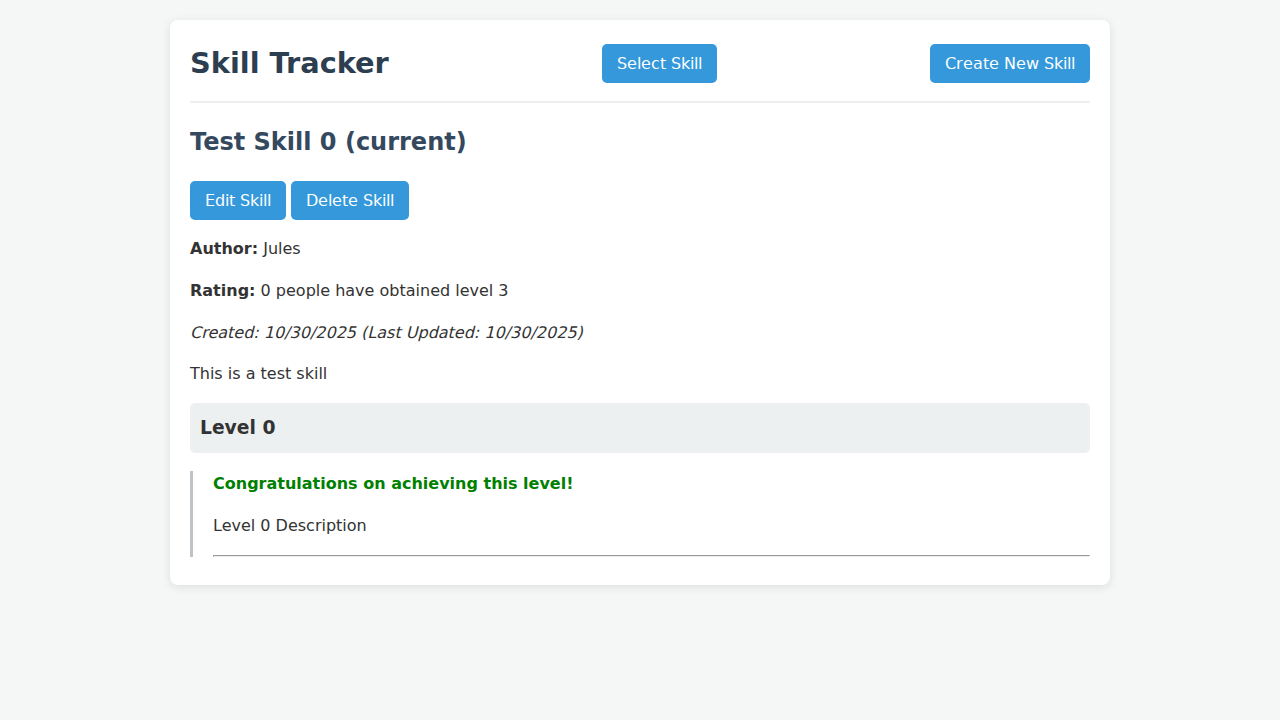 Skill Tracker
Select Skill
Create New Skill
Test Skill 0 (current)
Edit Skill
Delete Skill
Author: Jules
Rating: 0 people have obtained level 3
Created: 10/30/2025 (Last Updated: 10/30/2025)
This is a test skill
Level 0
Congratulations on achieving this level!
Level 0 Description